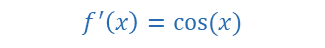 f′(x) = cos(x)